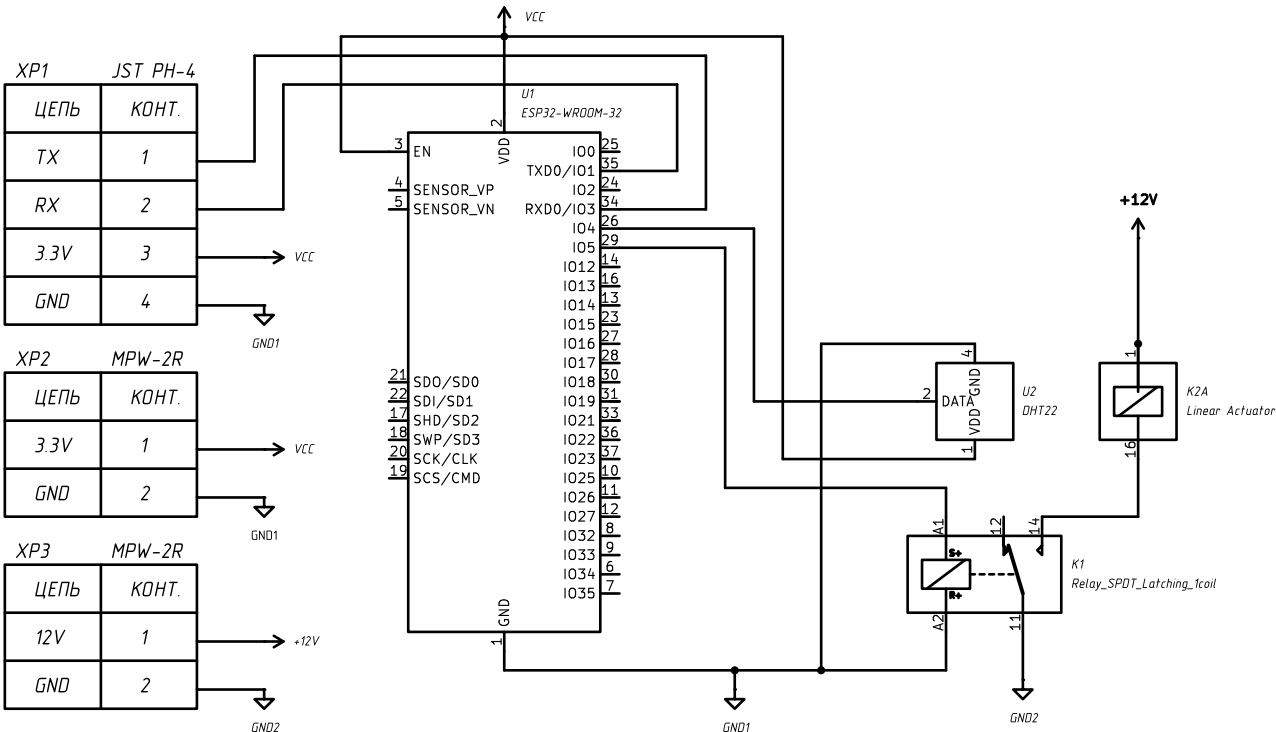 VCC
XP1 JST PH-4
ЦЕПЬ КОНТ.
TX 1
RX 2
3.3V 3
VCC
GND 4
GND1
XP2 MPW-2R
ЦЕПЬ КОНТ.
3.3V 1
VCC
GND 2
GND1
XP3 MPW-2R
ЦЕПЬ КОНТ.
12V 1
+12V
GND 2
GND2
U1
ESP32-WROOM-32
2
VDD
3 EN
4 SENSOR_VP
5 SENSOR_VN
21 SDO/SD0
22 SDI/SD1
17 SHD/SD2
18 SWP/SD3
20 SCK/CLK
19 SCS/CMD
IO0 25
TXD0/IO1 35
IO2 24
RXD0/IO3 34
IO4 26
IO5 29
IO12 14
IO13 16
IO14 13
IO15 23
IO16 27
IO17 28
IO18 30
IO19 31
IO21 33
IO22 36
IO23 37
IO25 10
IO26 11
IO27 12
IO32 8
IO33 9
IO34 6
IO35 7
GND
1
GND1
4
GND
2 DATA
VDD
1
U2
DHT22
+12V
1
K2A
Linear Actuator
16
A1
12
14
S+
R+
A2
11
K1
Relay_SPDT_Latching_1coil
GND2